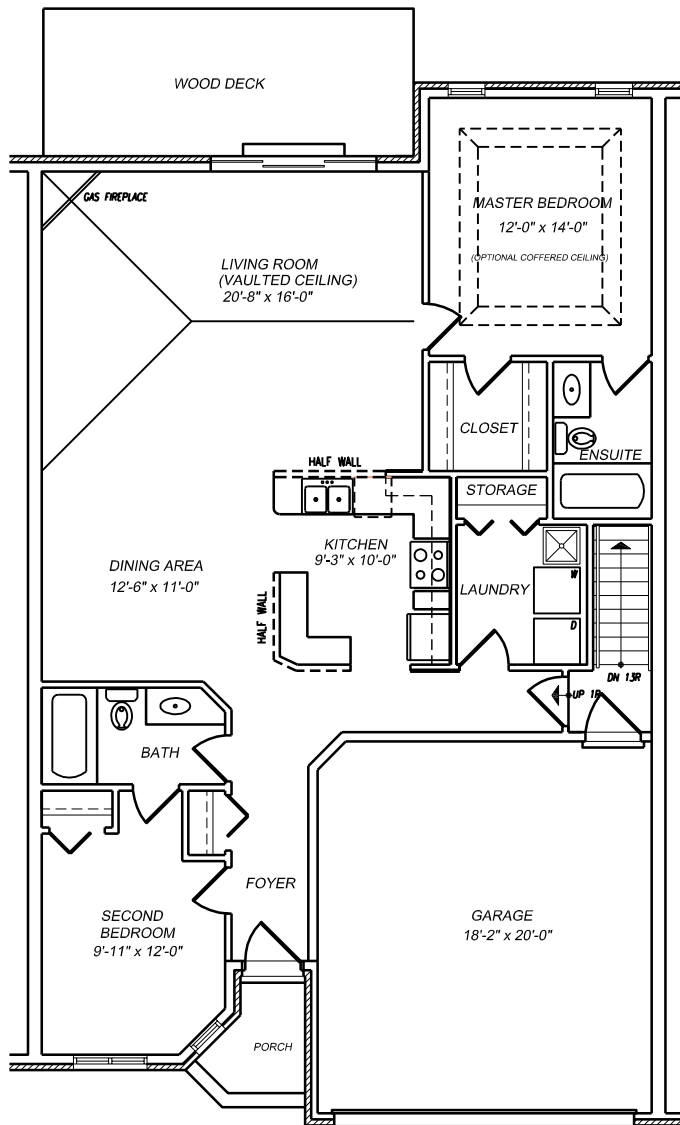 WOOD DECK
GAS FIREPLACE
MASTER BEDROOM
12'-0" x 14'-0"
(OPTIONAL COFFERED CEILING)
LIVING ROOM
(VAULTED CEILING)
20'-8" x 16'-0"
CLOSET
ENSUITE
HALF WALL
STORAGE
KITCHEN
9'-3" x 10'-0"
DINING AREA
12'-6" x 11'-0"
LAUNDRY
W
D
HALF WALL
DN 13R
UP 1R
BATH
FOYER
SECOND
BEDROOM
9'-11" x 12'-0"
GARAGE
18'-2" x 20'-0"
PORCH